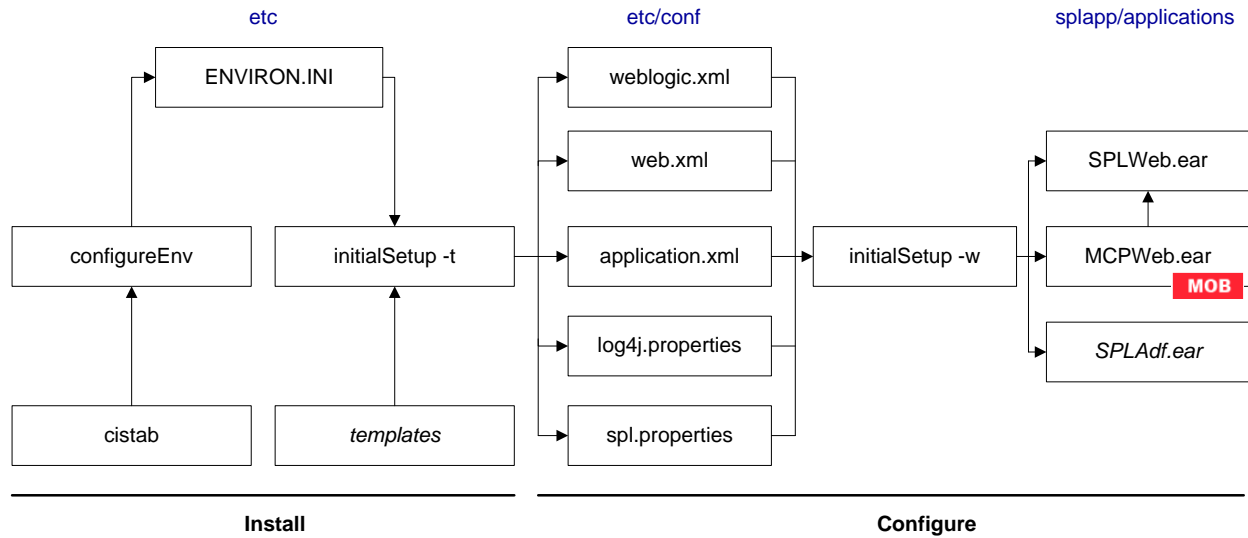 etc
etc/conf
splapp/applications
ENVIRON.INI
weblogic.xml
web.xml
SPLWeb.ear
configureEnv
initialSetup -t
application.xml
initialSetup -w
MCPWeb.ear
MOB
log4j.properties
SPLAdf.ear
cistab
templates
spl.properties
Install
Configure